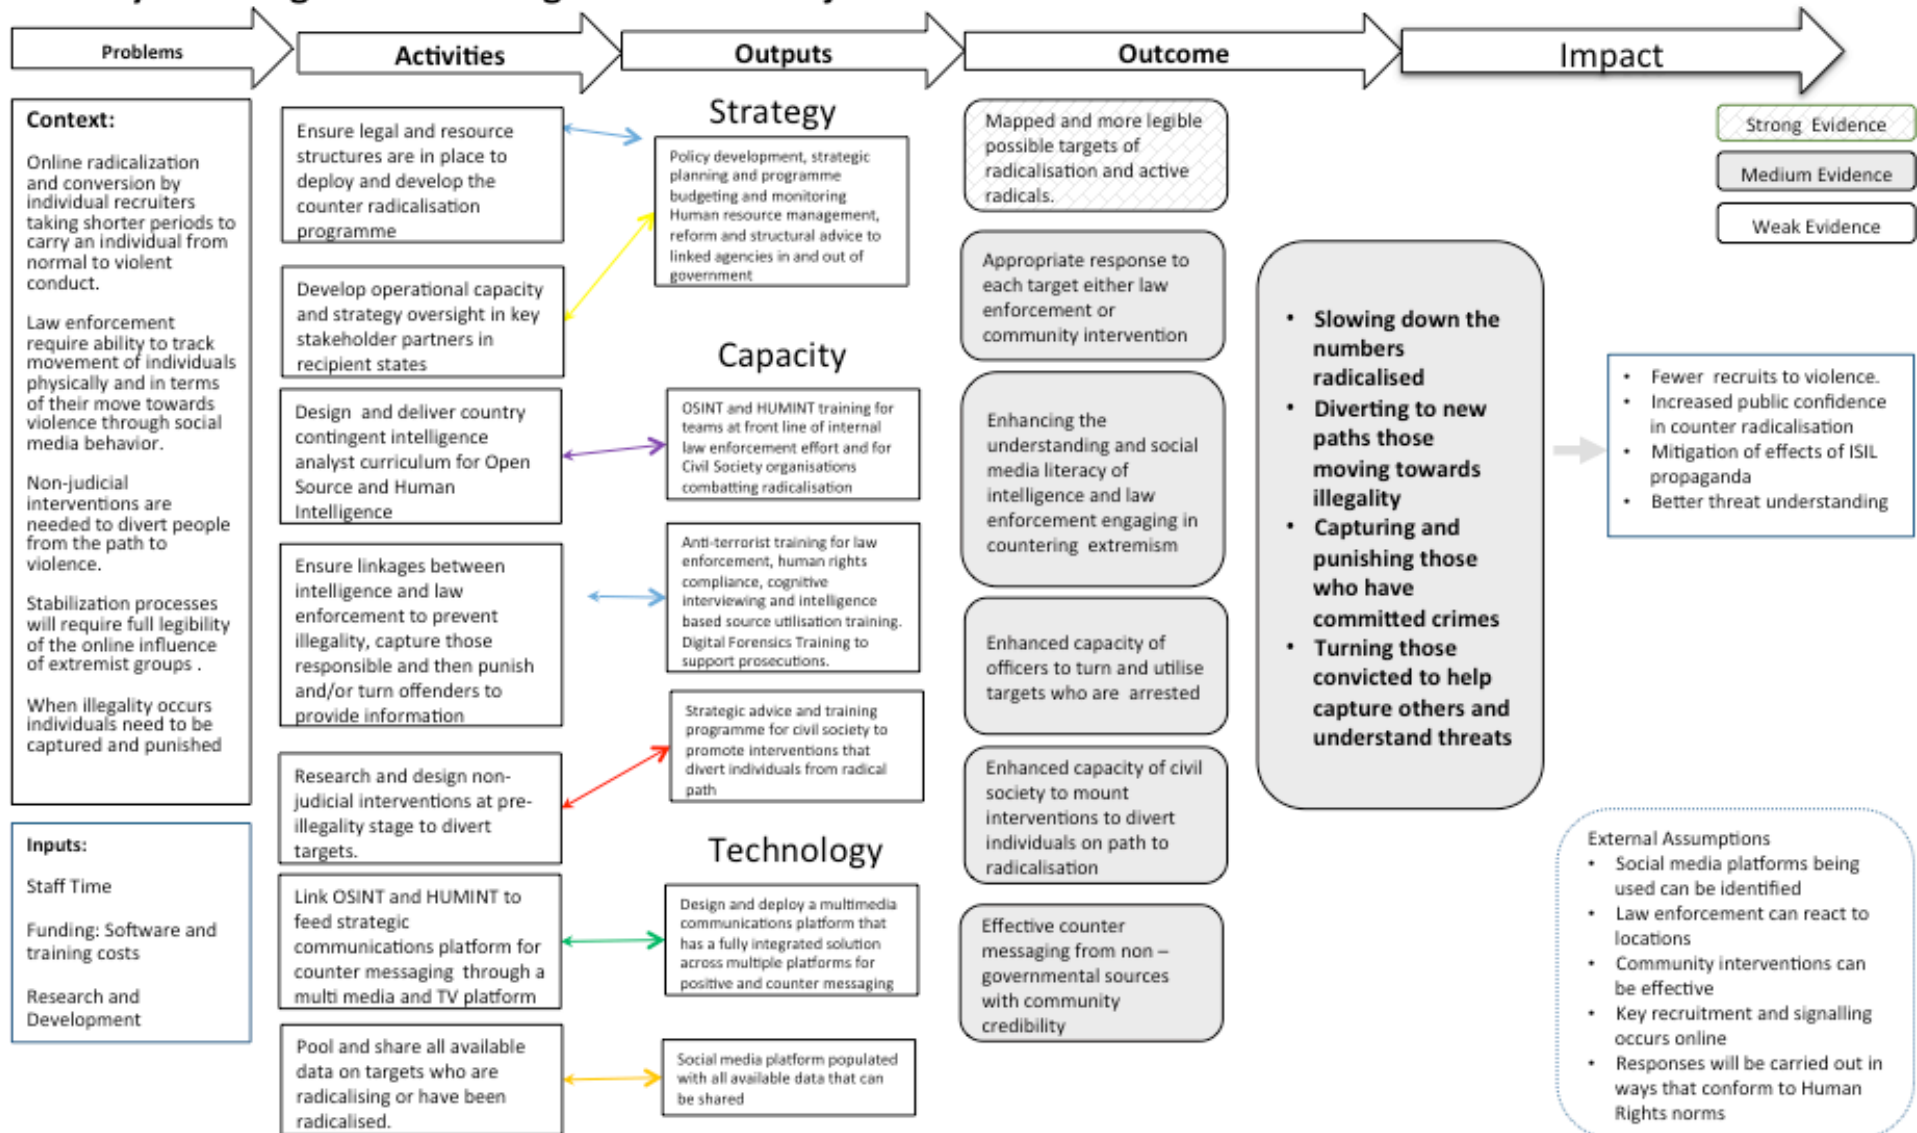 Problems
Activities
Outputs
Outcome
Impact
Context:
Online radicalization
and conversion by
individual recruiters
taking shorter periods to
carry an individual from
normal to violent
conduct.
Law enforcement
require ability to track
movement of individuals
physically and in terms
of their move towards
violence through social
media behavior.
Non-judicial
interventions are
needed to divert people
from the path to
violence.
Stabilization processes
will require full legibility
of the online influence
of extremist groups .
When illegality occurs
individuals need to be
captured and punished
Inputs:
Staff Time
Funding: Software and
training costs
Research and
Development
Ensure legal and resource
structures are in place to
deploy and develop the
counter radicalisation
programme
Develop operational capacity
and strategy oversight in key
stakeholder partners in
recipient states
Design and deliver country
contingent intelligence
analyst curriculum for Open
Source and Human
Intelligence
Ensure linkages between
intelligence and law
enforcement to prevent
illegality, capture those
responsible and then punish
and/or turn offenders to
provide information
Research and design non-
judicial interventions at pre-
illegality stage to divert
targets.
Link OSINT and HUMINT to
feed strategic
communications platform for
counter messaging through a
multi media and TV platform
Pool and share all available
data on targets who are
radicalising or have been
radicalised.
Strategy
Policy development, strategic
planning and programme
budgeting and monitoring
Human resource management,
reform and structural advice to
linked agencies in and out of
government
Capacity
OSINT and HUMINT training for
teams at front line of internal
law enforcement effort and for
Civil Society organisations
combatting radicalisation
Anti-terrorist training for law
enforcement, human rights
compliance, cognitive
interviewing and intelligence
based source utilisation training.
Digital Forensics Training to
support prosecutions.
Strategic advice and training
programme for civil society to
promote interventions that
divert individuals from radical
path
Technology
Design and deploy a multimedia
communications platform that
has a fully integrated solution
across multiple platforms for
positive and counter messaging
Social media platform populated
with all available data that can
be shared
Mapped and more legible
possible targets of
radicalisation and active
radicals.
Appropriate response to
each target either law
enforcement or
community intervention
Enhancing the
understanding and social
media literacy of
intelligence and law
enforcement engaging in
countering extremism
Enhanced capacity of
officers to turn and utilise
targets who are arrested
Enhanced capacity of civil
society to mount
interventions to divert
individuals on path to
radicalisation
Effective counter
messaging from non –
governmental sources
with community
credibility
• Slowing down the
numbers
radicalised
• Diverting to new
paths those
moving towards
illegality
• Capturing and
punishing those
who have
committed crimes
• Turning those
convicted to help
capture others and
understand threats
Strong Evidence
Medium Evidence
Weak Evidence
• Fewer recruits to violence.
• Increased public confidence
in counter radicalisation
• Mitigation of effects of ISIL
propaganda
• Better threat understanding
External Assumptions
• Social media platforms being
used can be identified
• Law enforcement can react to
locations
• Community interventions can
be effective
• Key recruitment and signalling
occurs online
• Responses will be carried out in
ways that conform to Human
Rights norms